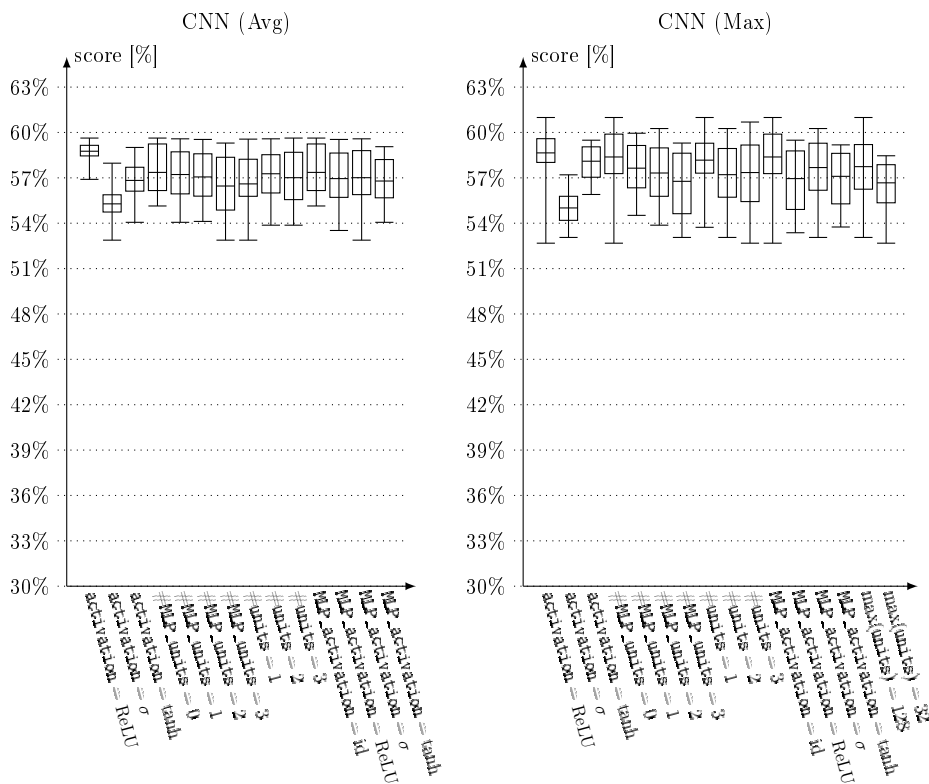 CNN (Avg)
score [%]
63%
60%
57%
54%
51%
48%
45%
42%
39%
36%
33%
30%
activation = ReLU
activation = σ
activation = tanh
#MLP_units = 0
#MLP_units = 1
#MLP_units = 2
#MLP_units = 3
#units = 1
#units = 2
#units = 3
MLP_activation = id
MLP_activation = ReLU
MLP_activation = σ
MLP_activation = tanh
CNN (Max)
score [%]
63%
60%
57%
54%
51%
48%
45%
42%
39%
36%
33%
30%
activation = ReLU
activation = σ
activation = tanh
#MLP_units = 0
#MLP_units = 1
#MLP_units = 2
#MLP_units = 3
#units = 1
#units = 2
#units = 3
MLP_activation = id
MLP_activation = ReLU
MLP_activation = σ
MLP_activation = tanh
max(units) = 128
max(units) = 32